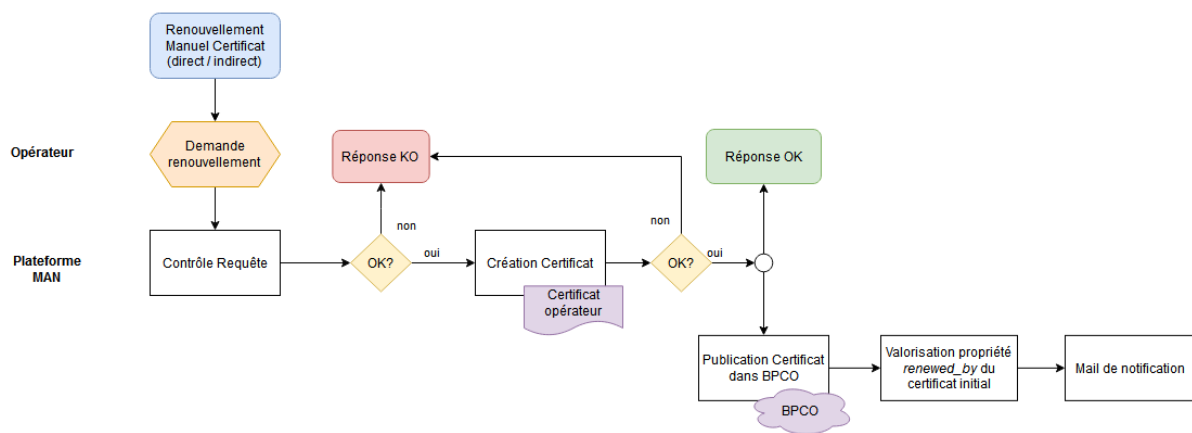 Renouvellement
Manuel Certificat
(direct / indirect)
Opérateur
Demande
renouvellement
Réponse KO
Réponse OK
non
non
Plateforme
MAN
Contrôle Requête
OK?
oui
Création Certificat
OK?
oui
Certificat
opérateur
Publication Certificat
dans BPCO
Valorisation propriété
renewed_by du
certificat initial
Mail de notification
BPCO